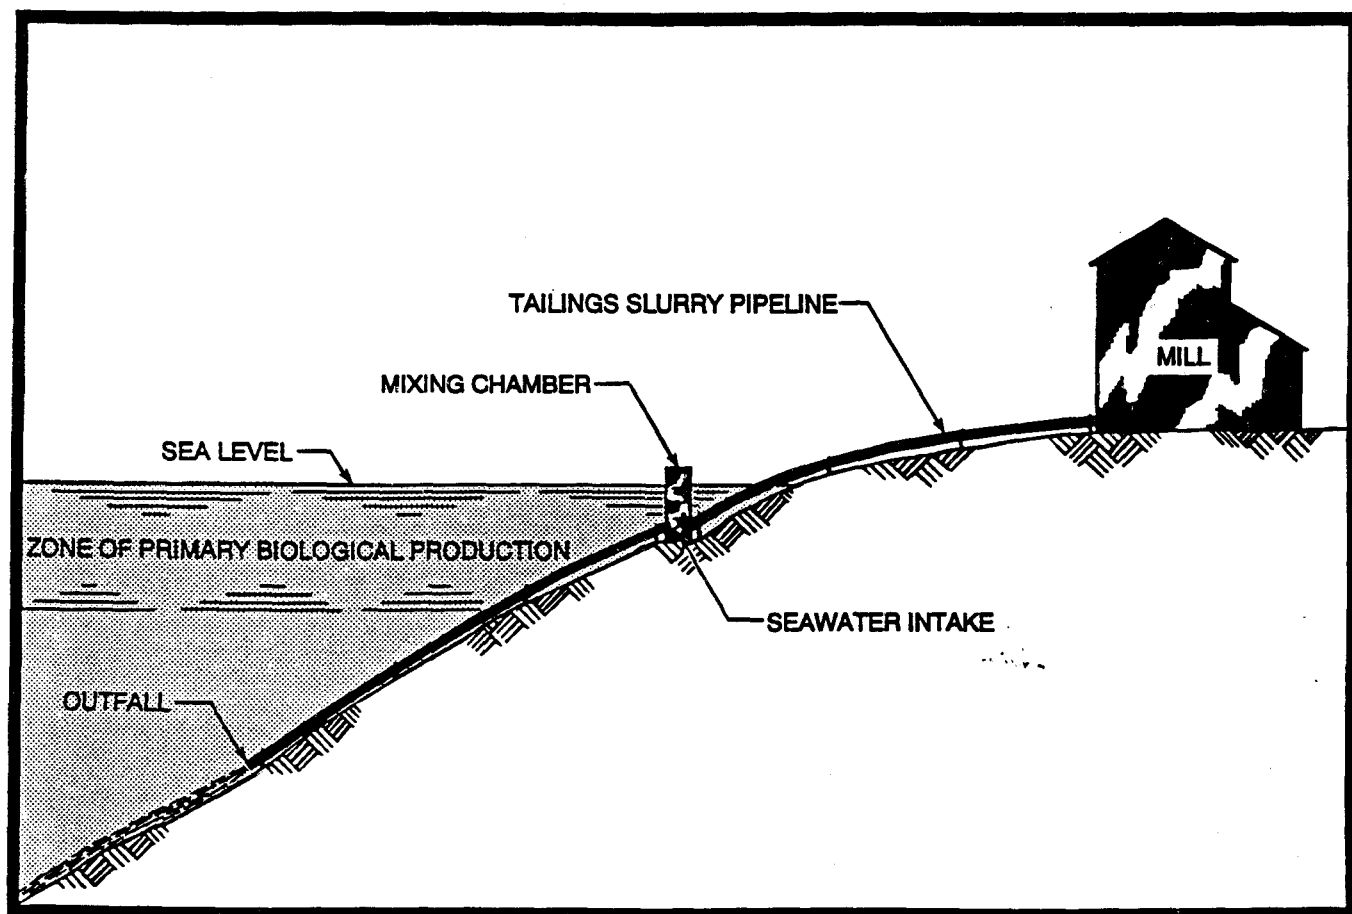 TAILINGS SLURRY PIPELINE
MILL
MIXING CHAMBER
SEA LEVEL
ZONE OF PRIMARY BIOLOGICAL PRODUCTION
SEAWATER INTAKE
OUTFALL